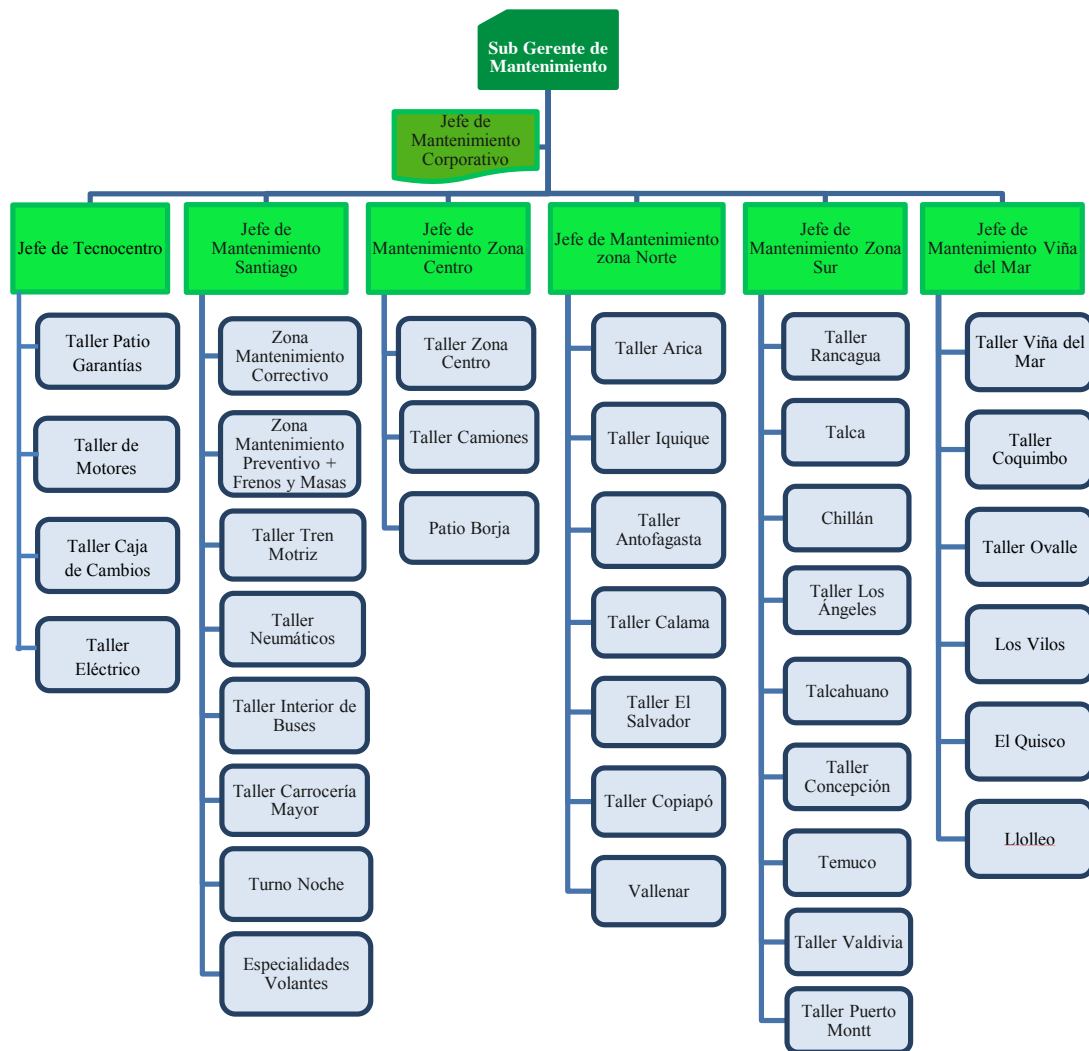 Sub Gerente de
Mantenimiento
Jefe de
Mantenimiento
Corporativo
Jefe de Tecnocentro
Jefe de
Mantenimiento
Santiago
Jefe de
Mantenimiento Zona
Centro
Jefe de Mantenimiento
zona Norte
Jefe de
Mantenimiento Zona
Sur
Jefe de
Mantenimiento Viña
del Mar
Taller Patio
Garantías
Taller de
Motores
Taller Caja
de Cambios
Taller
Eléctrico
Zona
Mantenimiento
Correctivo
Zona
Mantenimiento
Preventivo +
Frenos y Masas
Taller Tren
Motriz
Taller
Neumáticos
Taller Interior de
Buses
Taller Carrocería
Mayor
Turno Noche
Especialidades
Volantes
Taller Zona
Centro
Taller Camiones
Patio Borja
Taller Arica
Taller Iquique
Taller
Antofagasta
Taller Calama
Taller El
Salvador
Taller Copiapó
Vallenar
Taller
Rancagua
Talca
Chillán
Taller Los
Ángeles
Talcahuano
Taller
Concepción
Temuco
Taller Valdivia
Taller Puerto
Montt
Taller Viña del
Mar
Taller
Coquimbo
Taller Ovalle
Los Vilos
El Quisco
Llolleo